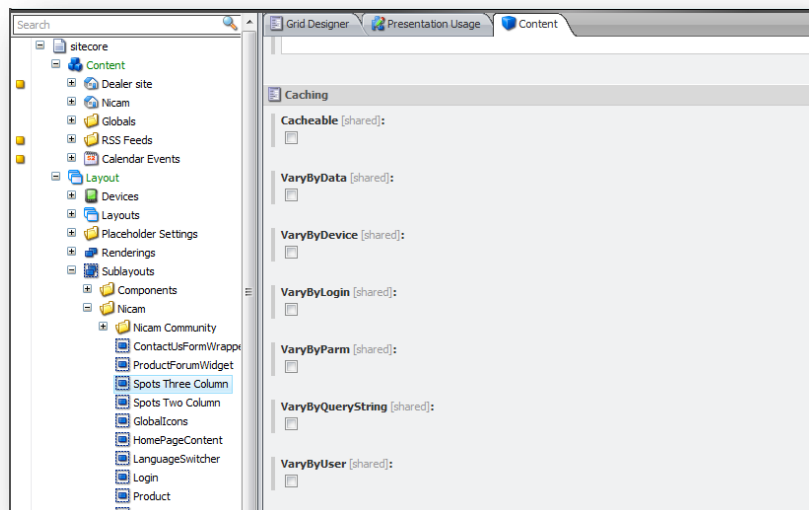 Search
sitecore
Content
Dealer site
Nicam
Globals
RSS Feeds
Calendar Events
Layout
Devices
Layouts
Placeholder Settings
Renderings
Sublayouts
Components
Nicam
Nicam Community
ContactUsFormWrappe
ProductForumWidget
Spots Three Column
Spots Two Column
GlobalIcons
HomePageContent
LanguageSwitcher
Login
Product
Grid Designer Presentation Usage Content
Caching
Cacheable [shared]:
VaryByData [shared]:
VaryByDevice [shared]:
VaryByLogin [shared]:
VaryByParm [shared]:
VaryByQueryString [shared]:
VaryByUser [shared]: